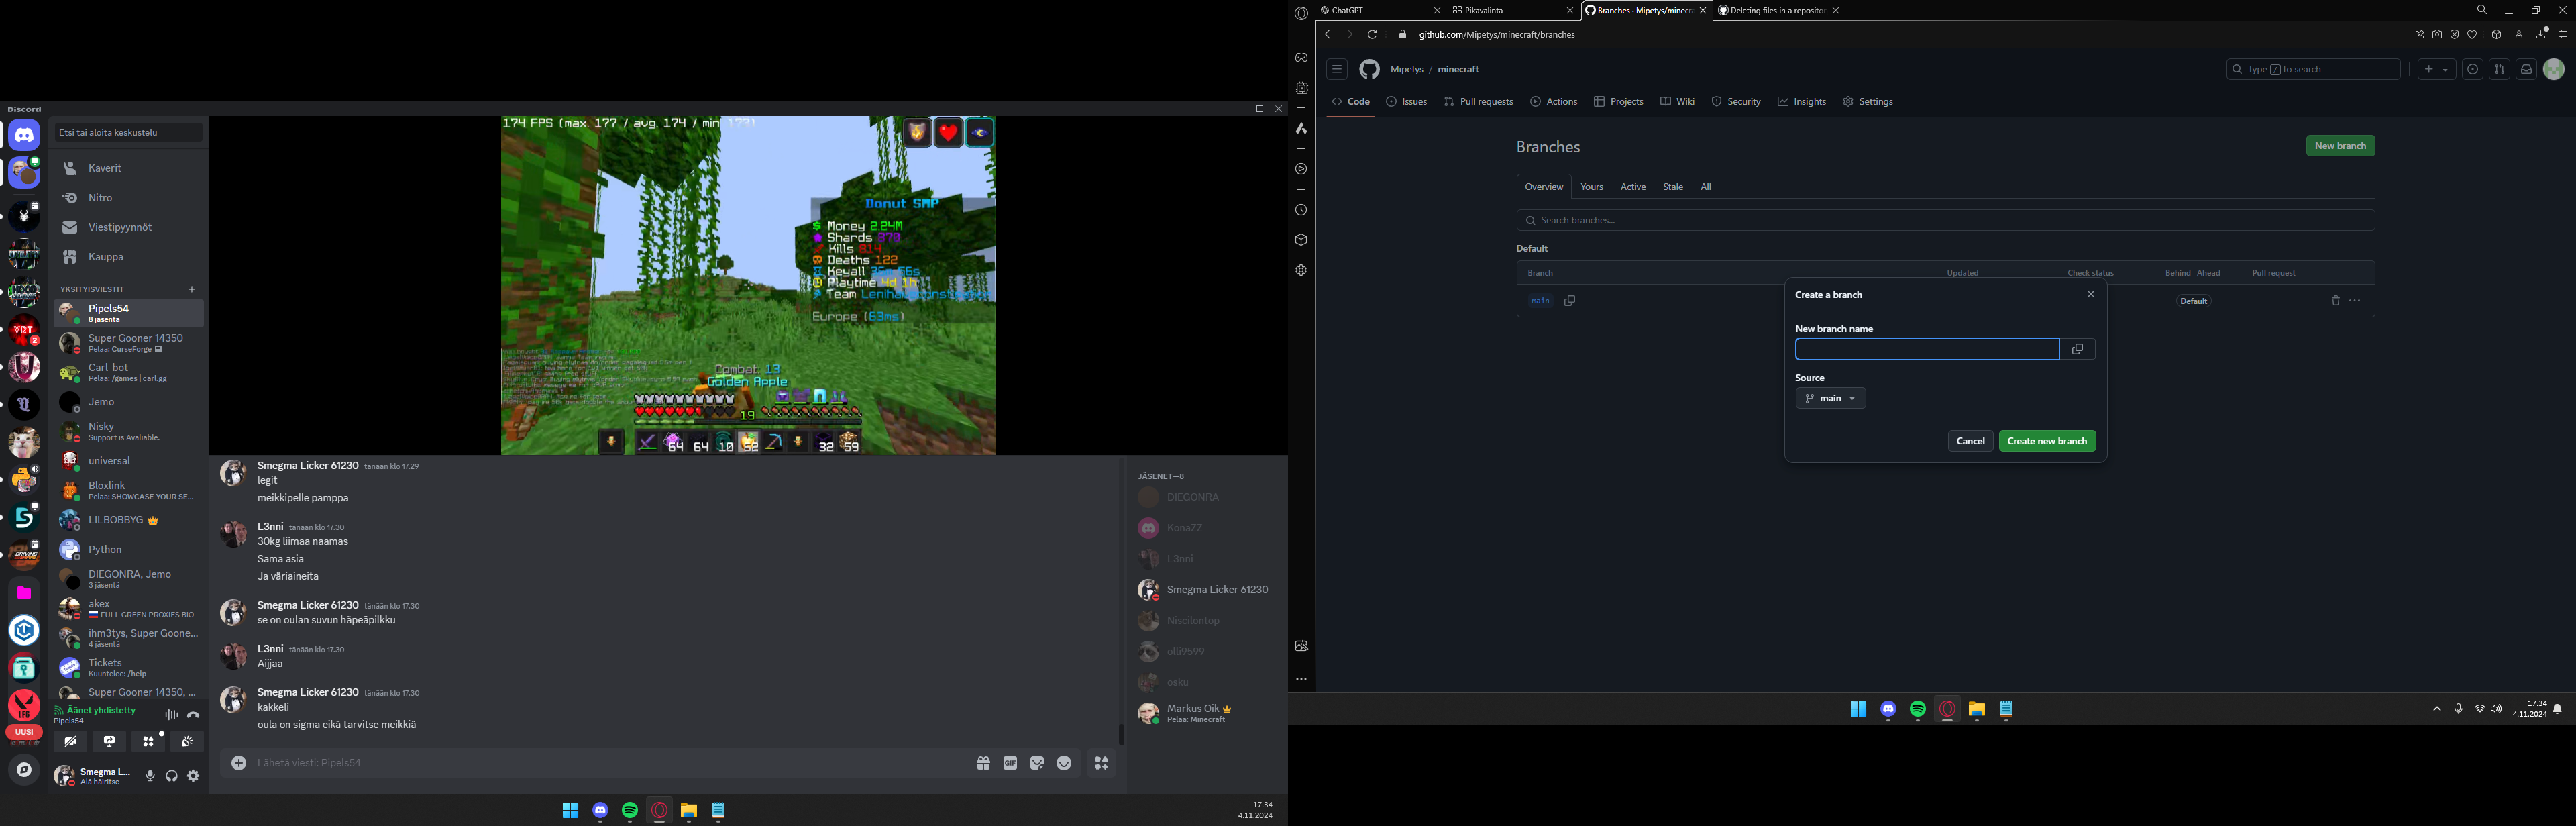 Discord
Etsi tai aloita keskustelu
Kaverit
Nitro
Viestipyynnöt
Kauppa
YKSITYISVIESTIT
Pipels54
8 jäsentä
Super Gooner 14350
Pelaa: CurseForge
Carl-bot
Pelaa: /games | carl.gg
Jemo
Nisky
Support is Avaliable.
universal
Bloxlink
Pelaa: SHOWCASE YOUR SE...
LILBOBBYG
Python
DIEGONRA, Jemo
3 jäsentä
akex
FULL GREEN PROXIES BIO
ihm3tys, Super Goone...
4 jäsentä
Tickets
Kuuntelee: /help
Super Gooner 14350, ...
Äänet yhdistetty
Pipels54
UUSI
Smegma L...
Älä häiritse
174 FPS (max. 177 / avg. 174 / min. 173)
Donut SMP
Money 2.24M
Shards 870
Kills 814
Deaths 122
Keyall 36m 56s
Playtime 4d 1h
Team
Europe (63ms)
Combat: 13
Golden Apple
19
64
64
10
62
32
59
Smegma Licker 61230 tänään klo 17.29
legit
meikkipelle pamppa
L3nni tänään klo 17.30
30kg liimaa naamas
Sama asia
Ja väriaineita
Smegma Licker 61230 tänään klo 17.30
se on oulan suvun häpeäpilkku
L3nni tänään klo 17.30
Aijjaa
Smegma Licker 61230 tänään klo 17.30
kakkeli
oula on sigma eikä tarvitse meikkiä
Lähetä viesti: Pipels54
GIF
JÄSENET—8
DIEGONRA
KonaZZ
L3nni
Smegma Licker 61230
Niscilontop
olli9599
osku
Markus Oik
Pelaa: Minecraft
17.34
4.11.2024
ChatGPT
Pikavalinta
Branches · Mipetys/minecr
Deleting files in a repositor
github.com/Mipetys/minecraft/branches
Mipetys / minecraft
Type / to search
Code
Issues
Pull requests
Actions
Projects
Wiki
Security
Insights
Settings
Branches
New branch
Overview
Yours
Active
Stale
All
Search branches...
Default
Branch
Updated
Check status
Behind | Ahead
Pull request
main
Default
Create a branch
New branch name
Source
main
Cancel
Create new branch
17.34
4.11.2024